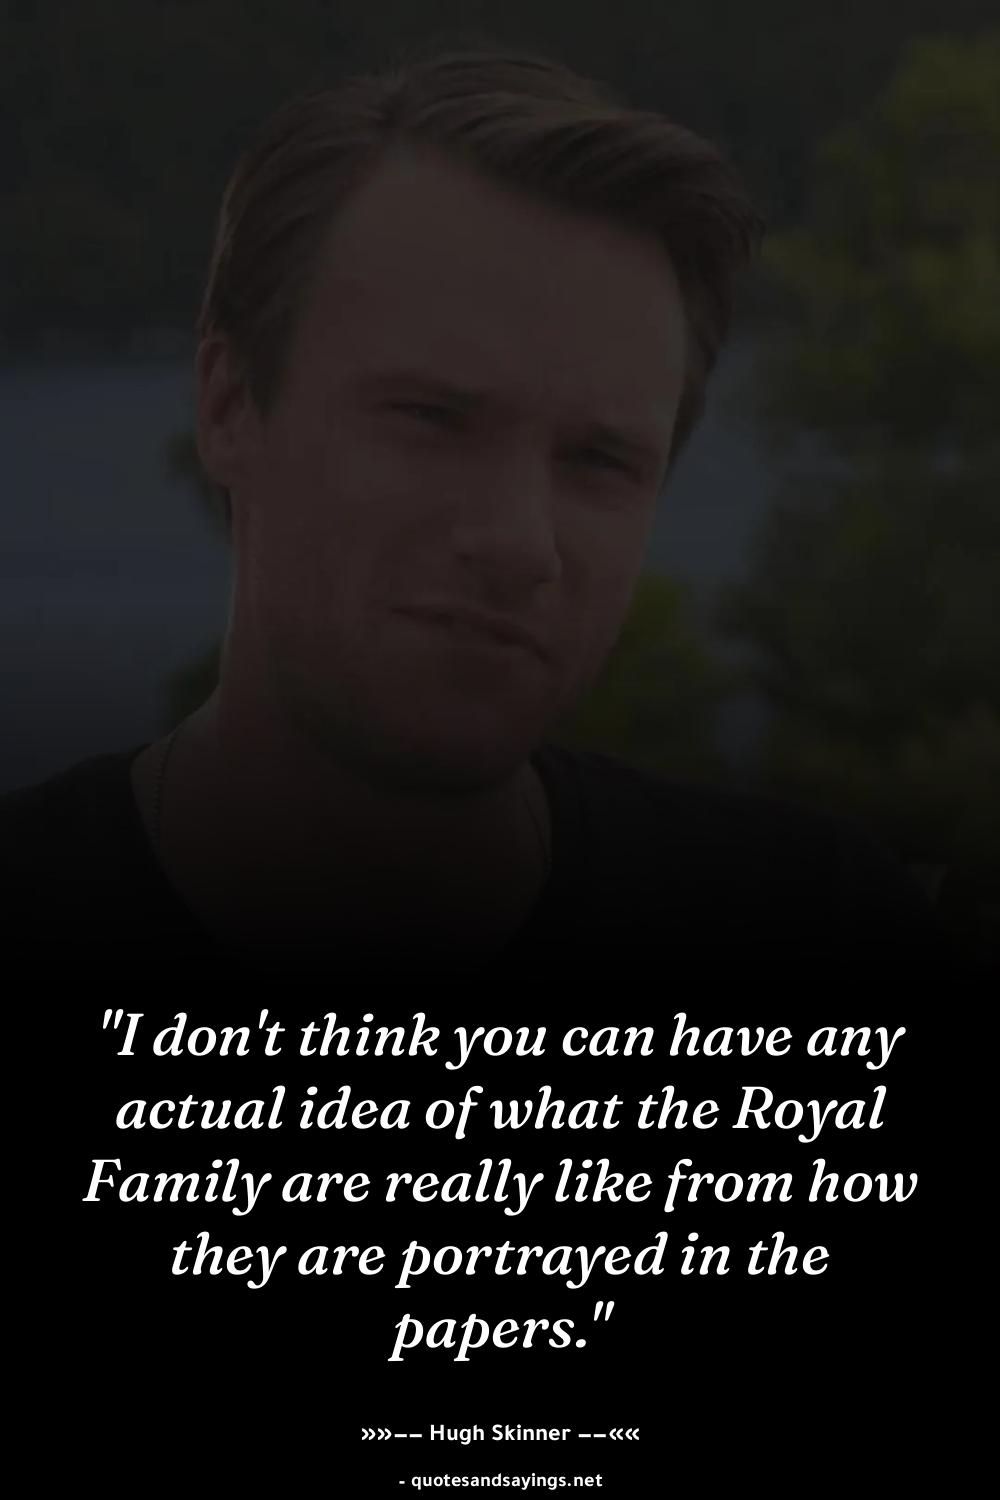 "I don't think you can have any
actual idea of what the Royal
Family are really like from how
they are portrayed in the
papers."
»»−− Hugh Skinner −−««
- quotesandsayings.net